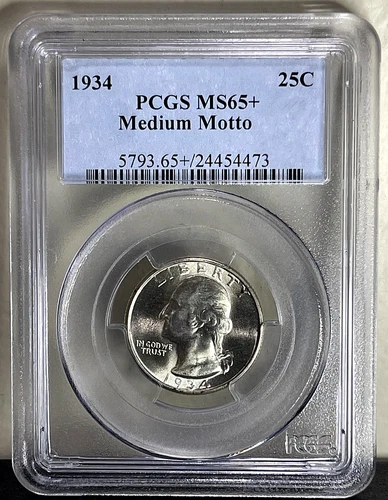 1934 25C
PCGS MS65+
Medium Motto
5793.65+/24454473
LIBERTY
IN GOD WE
TRUST
1934
PCGS